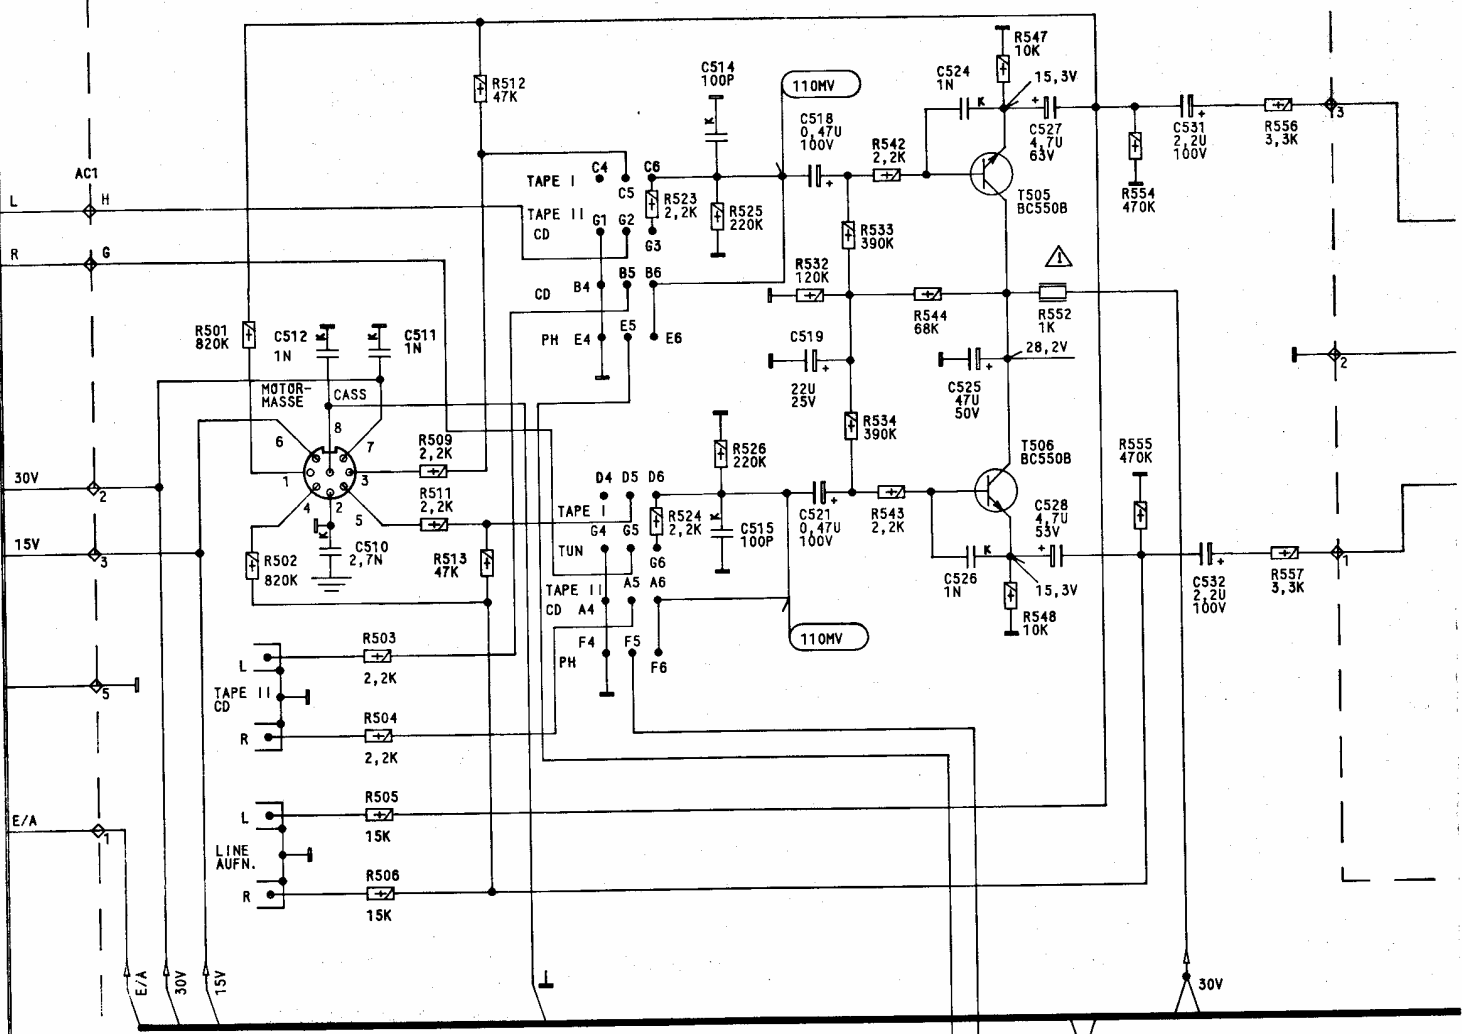 R547
10K
C514
100P
C524
1N
15,3V
R512
47K
110MV
C518
0,47U
100V
C527
4,7U
63V
C531
2,2U
100V
R556
3,3K
3
R542
2,2K
K
K
AC1
TAPE I
C4
C5
C6
R523
2,2K
R525
220K
T505
BC550B
R554
470K
L
H
TAPE II
CD
G1
G2
G3
R533
390K
R
G
R532
120K
CD
B4
B5
B6
R544
68K
R552
1K
R501
820K
C512
1N
K
K
C511
1N
PH
E4
E5
E6
C519
22U
25V
28,2V
C525
47U
50V
2
MOTOR-
MASSE
CASS
8
6
7
R534
390K
R509
2,2K
R526
220K
T506
BC550B
R555
470K
30V
2
1
3
4
2
5
R511
2,2K
D4
D5
D6
TAPE I
G4
G5
R524
2,2K
K
C515
100P
C521
0,47U
100V
R543
2,2K
C528
4,7U
53V
15V
3
K
C510
2,7N
R502
820K
R513
47K
TUN
G6
C526
1N
K
15,3V
C532
2,2U
100V
R557
3,3K
1
TAPE II
CD
A4
A5
A6
R548
10K
110MV
R503
2,2K
F4
F5
F6
PH
L
TAPE II
CD
R
5
R504
2,2K
E/A
1
L
R505
15K
LINE
AUFN.
R
R506
15K
E/A
30V
15V
30V